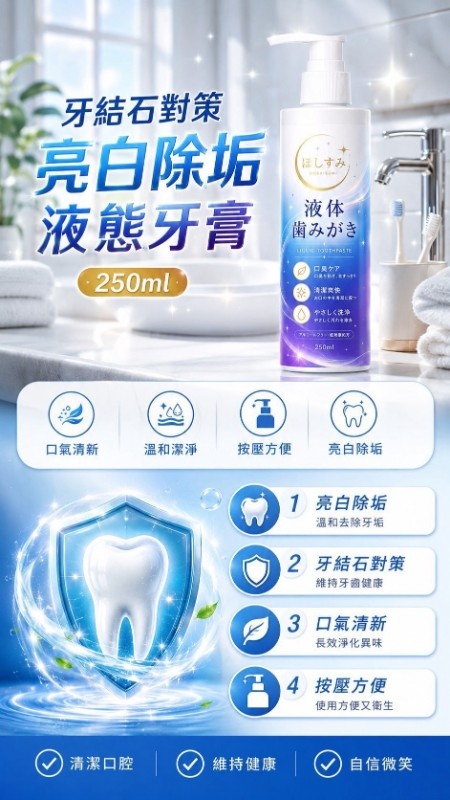 牙結石對策
亮白除垢
液態牙膏
250ml
ほしすみ
液体
歯みがき
LIQUID TOOTHPASTE
口臭ケア
清潔爽快
やさしく洗浄
250ml
口氣清新
溫和潔淨
按壓方便
亮白除垢
1 亮白除垢
溫和去除牙垢
2 牙結石對策
維持牙齒健康
3 口氣清新
長效淨化異味
4 按壓方便
使用方便又衛生
清潔口腔
維持健康
自信微笑